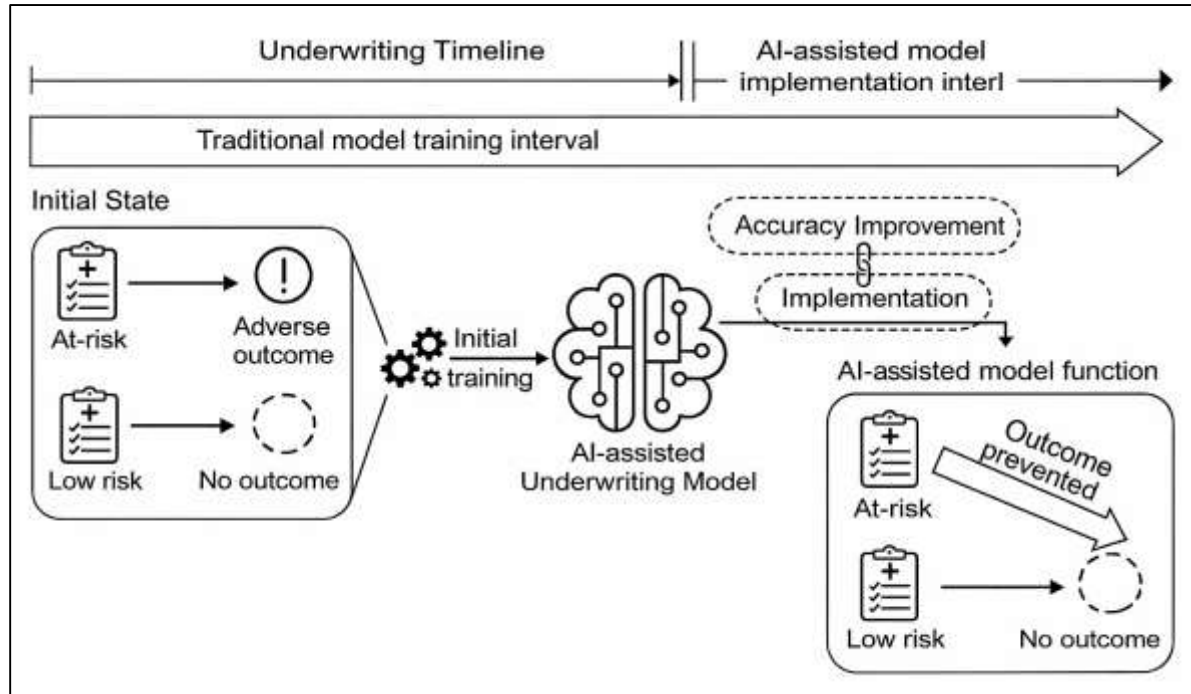 Underwriting Timeline
AI-assisted model
implementation interl
Traditional model training interval
Initial State
At-risk
Adverse
outcome
Low risk
No outcome
Initial
training
AI-assisted
Underwriting Model
Accuracy Improvement
Implementation
AI-assisted model function
At-risk
Outcome
prevented
Low risk
No outcome